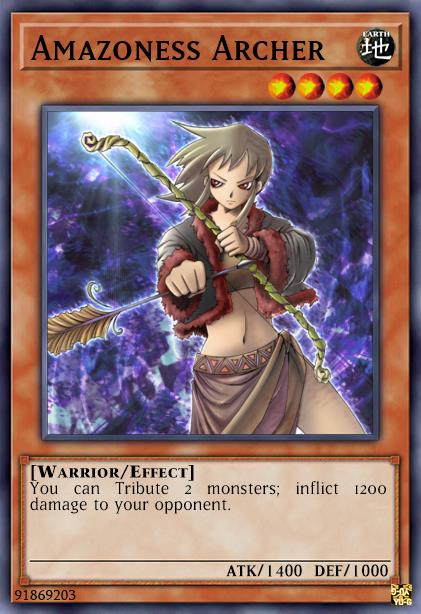 Amazoness Archer
EARTH
地
[Warrior/Effect]
You can Tribute 2 monsters; inflict 1200
damage to your opponent.
ATK/1400 DEF/1000
91869203